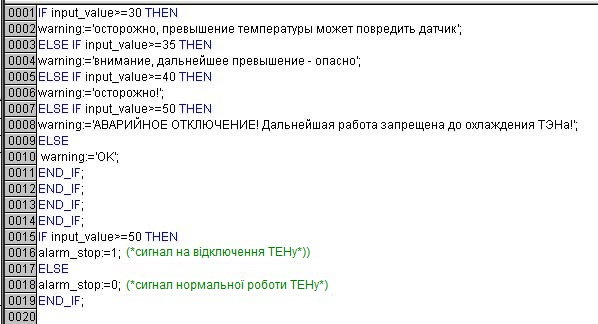 0001 IF input_value>=30 THEN
0002 warning:='осторожно, превышение температуры может повредить датчик';
0003 ELSE IF input_value>=35 THEN
0004 warning:='внимание, дальнейшее превышение - опасно';
0005 ELSE IF input_value>=40 THEN
0006 warning:='осторожно!';
0007 ELSE IF input_value>=50 THEN
0008 warning:='АВАРИЙНОЕ ОТКЛЮЧЕНИЕ! Дальнейшая работа запрещена до охлаждения ТЭНа!';
0009 ELSE
0010 warning:='OK';
0011 END_IF;
0012 END_IF;
0013 END_IF;
0014 END_IF;
0015 IF input_value>=50 THEN
0016 alarm_stop:=1; (*сигнал на відключення ТЕНу*))
0017 ELSE
0018 alarm_stop:=0; (*сигнал нормальної роботи ТЕНу*)
0019 END_IF;
0020